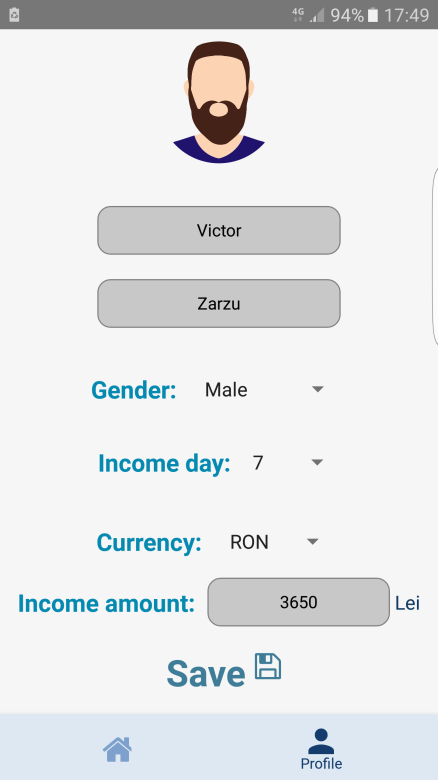 4G 94% 17:49
Victor
Zarzu
Gender: Male
Income day: 7
Currency: RON
Income amount: 3650 Lei
Save
Profile